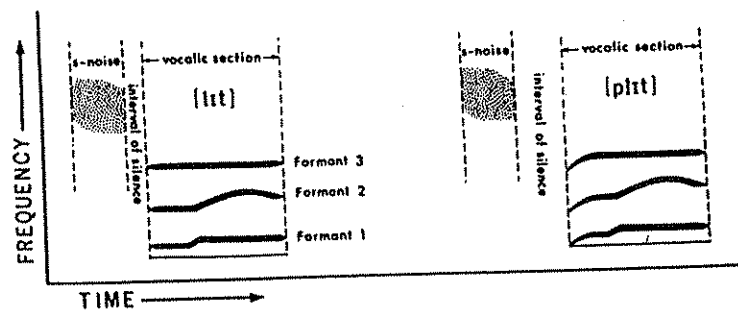 FREQUENCY
TIME
s-noise
vocalic section
[lɪt]
interval of silence
Formant 3
Formant 2
Formant 1
s-noise
vocalic section
[plɪt]
interval of silence